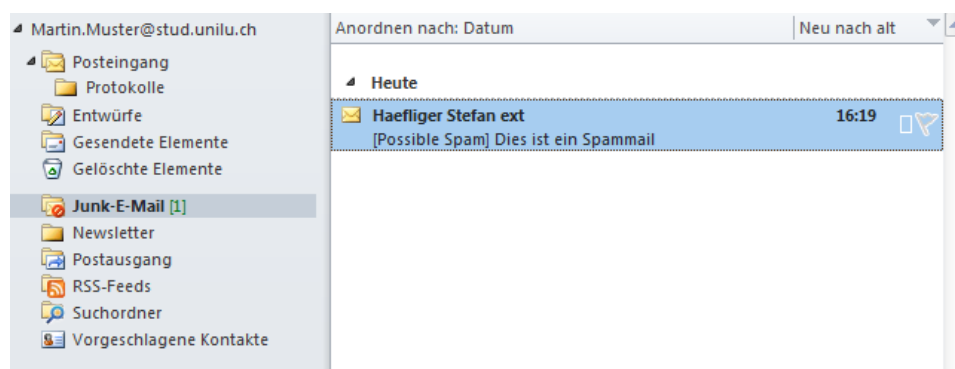 Martin.Muster@stud.unilu.ch
Posteingang
Protokolle
Entwürfe
Gesendete Elemente
Gelöschte Elemente
Junk-E-Mail [1]
Newsletter
Postausgang
RSS-Feeds
Suchordner
Vorgeschlagene Kontakte
Anordnen nach: Datum Neu nach alt
Heute
Haefliger Stefan ext 16:19
[Possible Spam] Dies ist ein Spammail